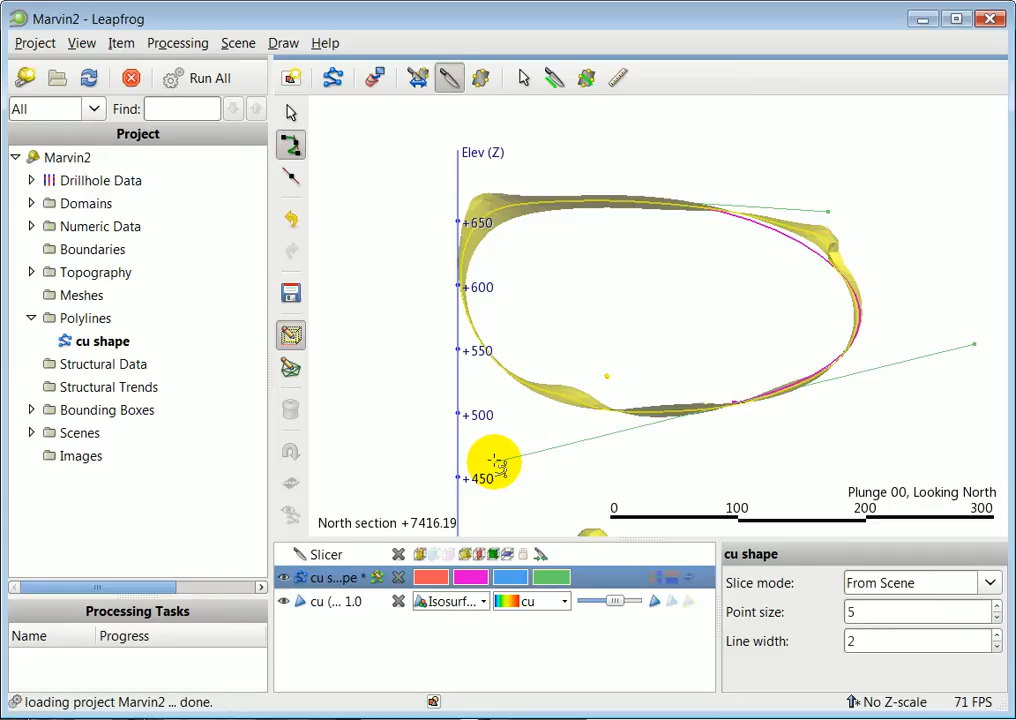 Marvin2 - Leapfrog
Project View Item Processing Scene Draw Help
Run All
All Find:
Project
Marvin2
Drillhole Data
Domains
Numeric Data
Boundaries
Topography
Meshes
Polylines
cu shape
Structural Data
Structural Trends
Bounding Boxes
Scenes
Images
Processing Tasks
Name Progress
loading project Marvin2 ... done.
Elev (Z)
+650
+600
+550
+500
+450
Plunge 00, Looking North
0 100 200 300
North section +7416.19
Slicer
cu s...pe *
cu (... 1.0 Isosurf... cu
cu shape
Slice mode: From Scene
Point size: 5
Line width: 2
No Z-scale 71 FPS